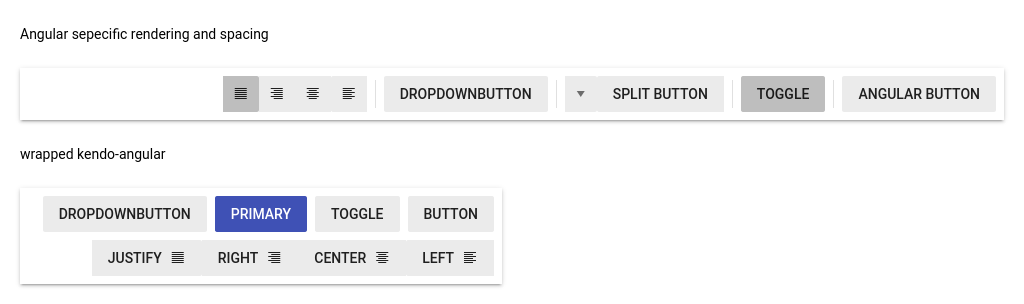 Angular sepecific rendering and spacing
DROPDOWNBUTTON SPLIT BUTTON TOGGLE ANGULAR BUTTON
wrapped kendo-angular
DROPDOWNBUTTON PRIMARY TOGGLE BUTTON
JUSTIFY RIGHT CENTER LEFT